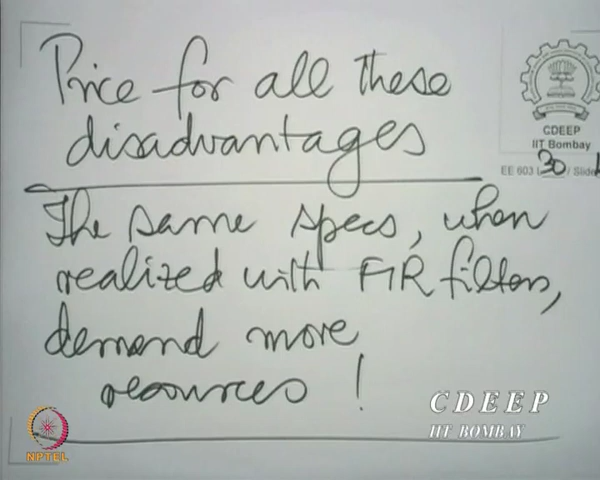 Price for all these
disadvantages
The same specs, when
realized with FIR filters,
demand more
resources!
CDEEP
IIT Bombay
EE 603 L 30 / Slide
CDEEP
IIT BOMBAY
NPTEL